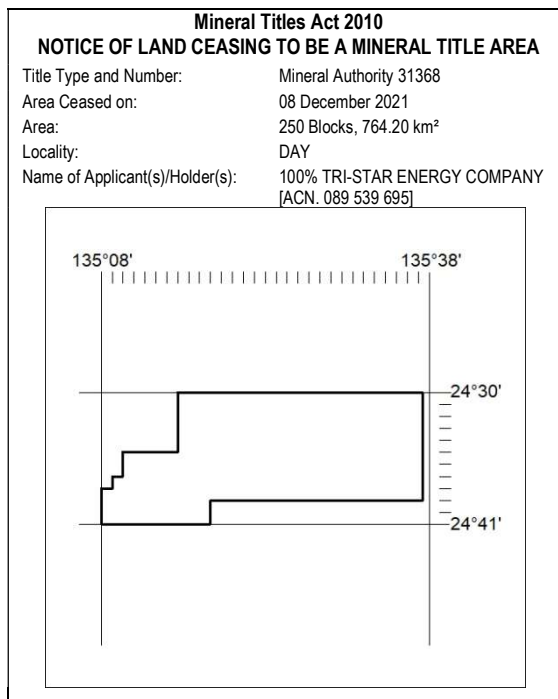 Mineral Titles Act 2010
NOTICE OF LAND CEASING TO BE A MINERAL TITLE AREA
Title Type and Number: Mineral Authority 31368
Area Ceased on: 08 December 2021
Area: 250 Blocks, 764.20 km²
Locality: DAY
Name of Applicant(s)/Holder(s): 100% TRI-STAR ENERGY COMPANY
[ACN. 089 539 695]
135°08' 135°38'
24°30'
24°41'